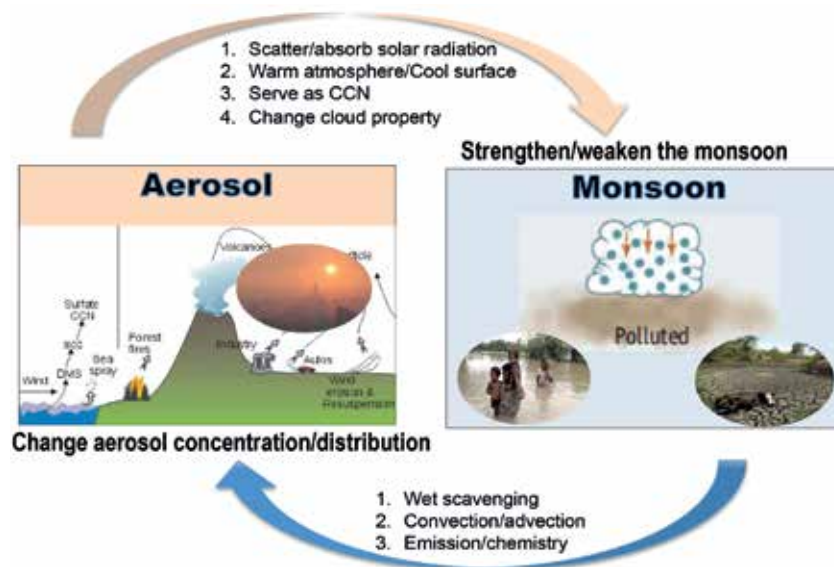 1. Scatter/absorb solar radiation
2. Warm atmosphere/Cool surface
3. Serve as CCN
4. Change cloud property
Strengthen/weaken the monsoon
Aerosol
Monsoon
Volcanoes
Sulfate
CCN
Forest
fires
Sea
spray
DMS
Wind
Industry
Autos
Wind
erosion &
Resuspension
Polluted
Change aerosol concentration/distribution
1. Wet scavenging
2. Convection/advection
3. Emission/chemistry